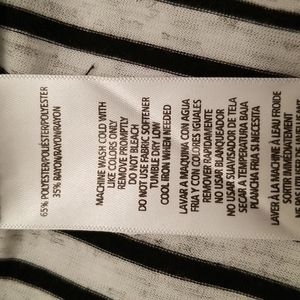 65% POLYESTER/POLIÉSTER/POLYESTER
35% RAYON/RAYON/RAYON
MACHINE WASH COLD WITH
LIKE COLORS ONLY
REMOVE PROMPTLY
DO NOT BLEACH
DO NOT USE FABRIC SOFTENER
TUMBLE DRY LOW
COOL IRON WHEN NEEDED
LAVAR A MAQUINA CON AGUA
FRIA Y CON COLORES IGUALES
REMOVER RAPIDAMENTE
NO USAR BLANQUEADOR
NO USAR SUAVISADOR DE TELA
SECAR A TEMPERATURA BAJA
PLANCHA FRIA SI NECESITA
LAVER À LA MACHINE À L'EAU FROIDE
SORTIR IMMÉDIATEMENT